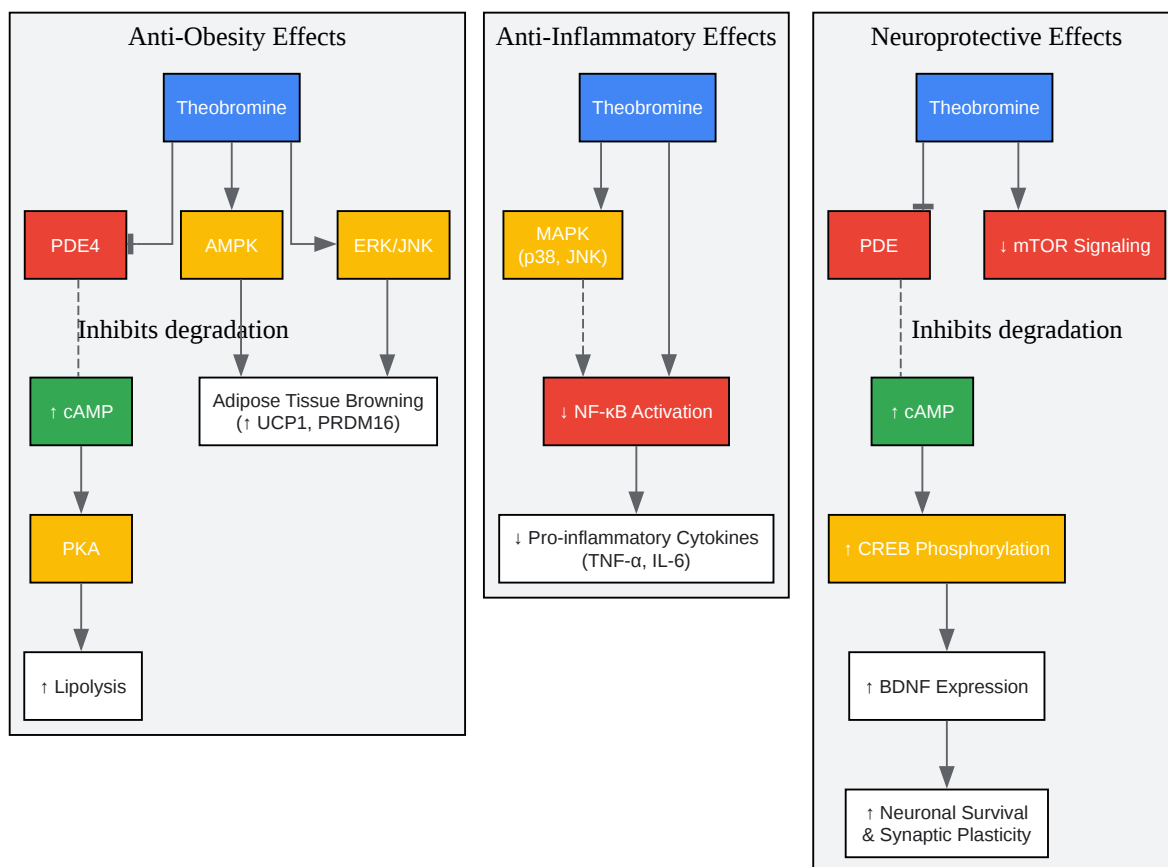 Anti-Obesity Effects
Theobromine
PDE4
AMPK
ERK/JNK
Inhibits degradation
↑ cAMP
Adipose Tissue Browning
(↑ UCP1, PRDM16)
PKA
↑ Lipolysis
Anti-Inflammatory Effects
Theobromine
MAPK
(p38, JNK)
↓ NF-κB Activation
↓ Pro-inflammatory Cytokines
(TNF-α, IL-6)
Neuroprotective Effects
Theobromine
PDE
↓ mTOR Signaling
Inhibits degradation
↑ cAMP
↑ CREB Phosphorylation
↑ BDNF Expression
↑ Neuronal Survival
& Synaptic Plasticity